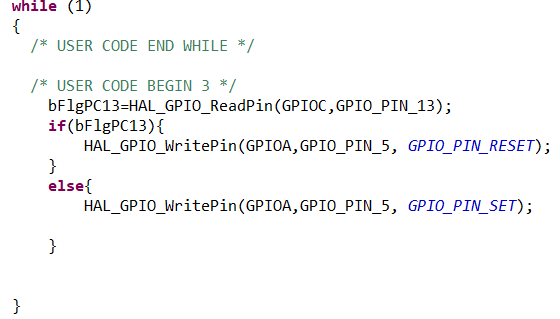 while (1)
{
/* USER CODE END WHILE */
/* USER CODE BEGIN 3 */
bFlgPC13=HAL_GPIO_ReadPin(GPIOC,GPIO_PIN_13);
if(bFlgPC13){
HAL_GPIO_WritePin(GPIOA,GPIO_PIN_5, GPIO_PIN_RESET);
}
else{
HAL_GPIO_WritePin(GPIOA,GPIO_PIN_5, GPIO_PIN_SET);
}
}